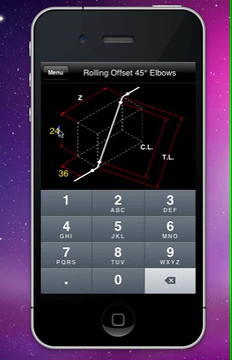 Menu
Rolling Offset 45° Elbows
Z
24
C.L.
T.L.
36
1
2
3
ABC
DEF
4
5
6
GHI
JKL
MNO
7
8
9
PQRS
TUV
WXYZ
.
0